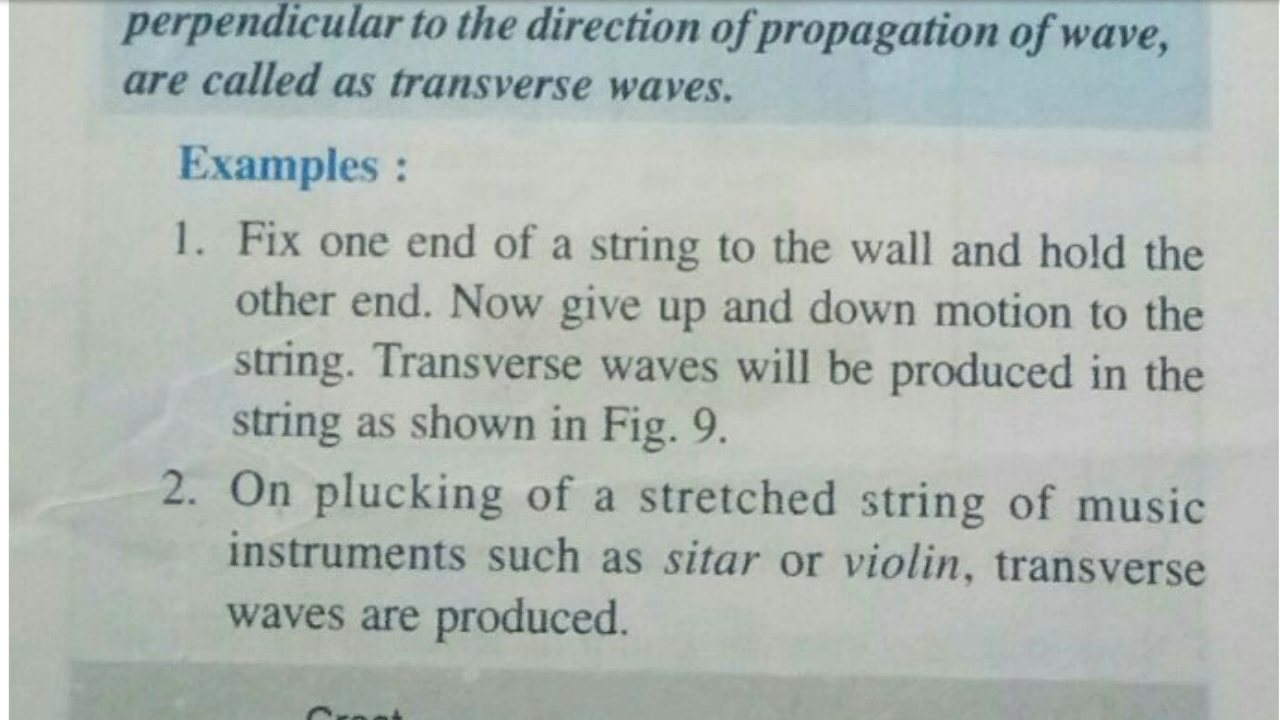 perpendicular to the direction of propagation of wave,
are called as transverse waves.
Examples :
1. Fix one end of a string to the wall and hold the
other end. Now give up and down motion to the
string. Transverse waves will be produced in the
string as shown in Fig. 9.
2. On plucking of a stretched string of music
instruments such as sitar or violin, transverse
waves are produced.
Crest